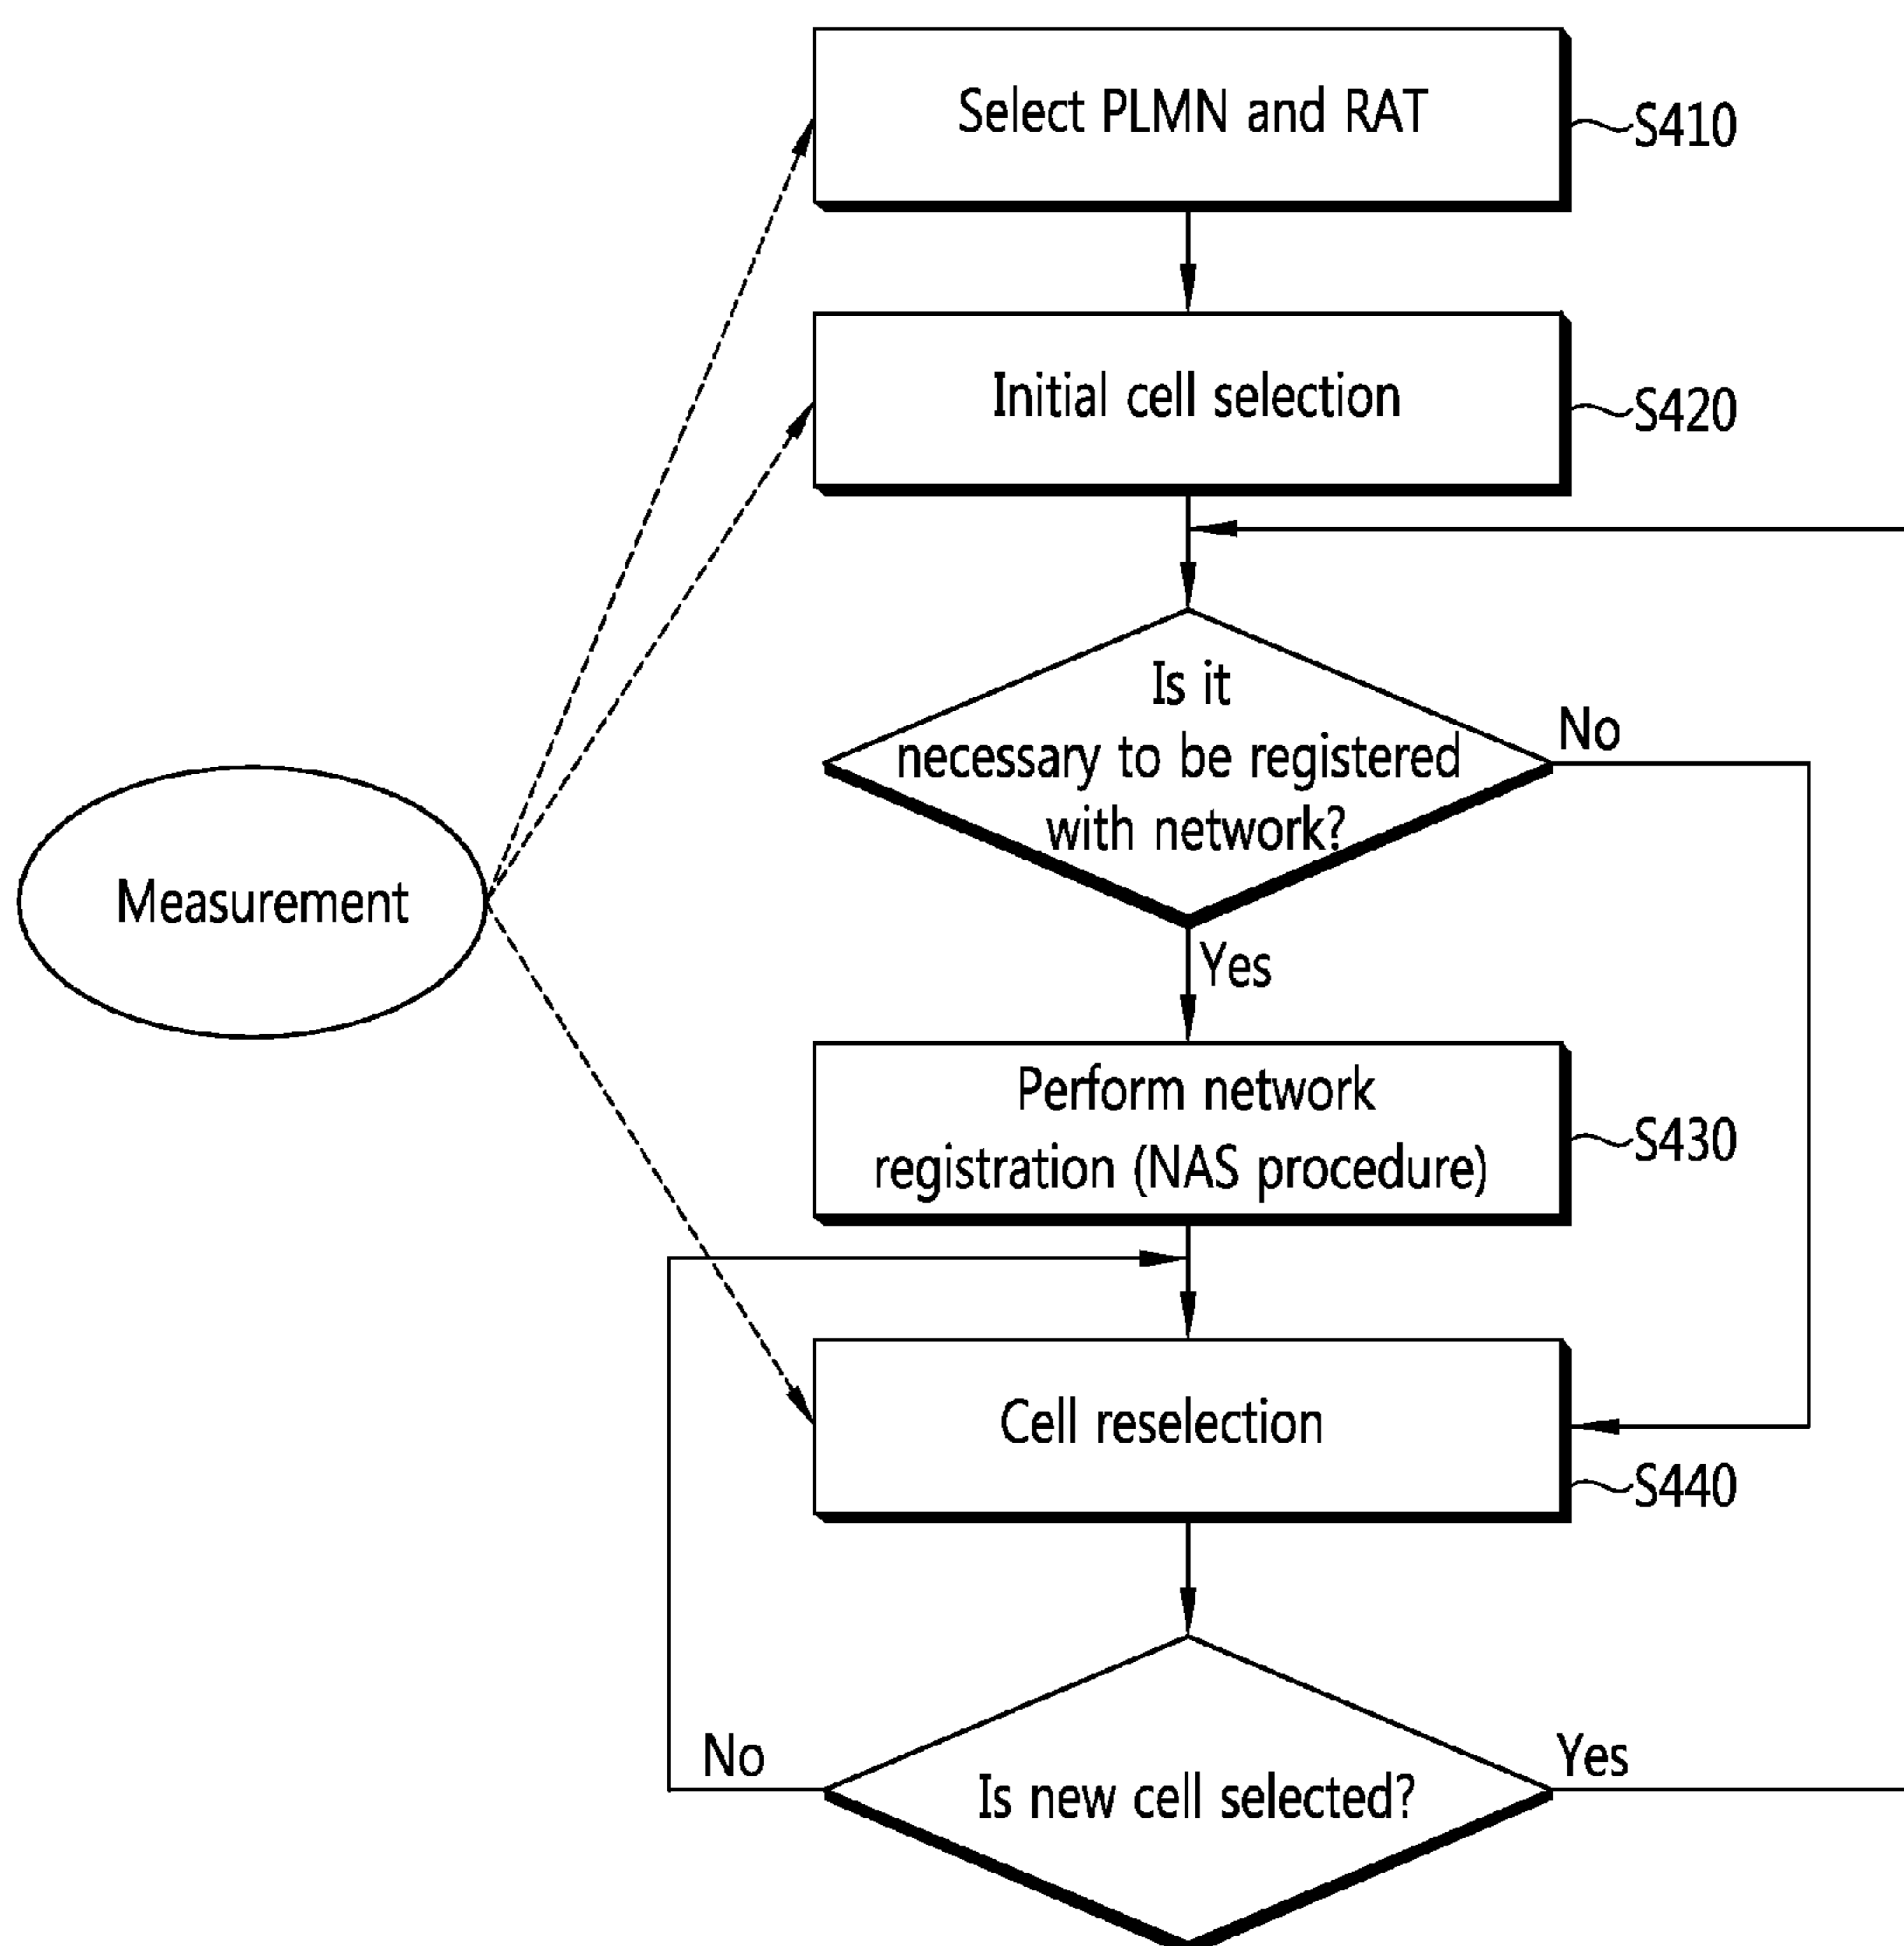 Select PLMN and RAT
S410
Initial cell selection
S420
Is it
necessary to be registered
with network?
No
Yes
Measurement
Perform network
registration (NAS procedure)
S430
Cell reselection
S440
No
Is new cell selected?
Yes